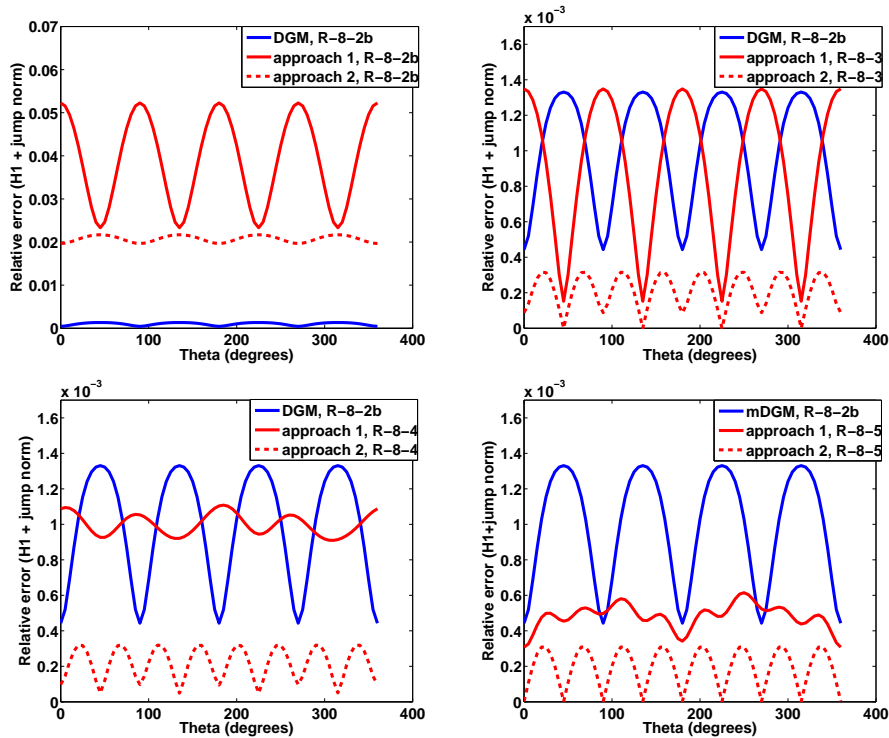 0.07
0.06
0.05
0.04
0.03
0.02
0.01
0
0 100 200 300 400
Relative error (H1 + jump norm)
Theta (degrees)
DGM, R−8−2b
approach 1, R−8−2b
approach 2, R−8−2b
x 10−3
1.6
1.4
1.2
1
0.8
0.6
0.4
0.2
0
0 100 200 300 400
Relative error (H1 + jump norm)
Theta (degrees)
DGM, R−8−2b
approach 1, R−8−3
approach 2, R−8−3
x 10−3
1.6
1.4
1.2
1
0.8
0.6
0.4
0.2
0
0 100 200 300 400
Relative error (H1 + jump norm)
Theta (degrees)
DGM, R−8−2b
approach 1, R−8−4
approach 2, R−8−4
x 10−3
1.6
1.4
1.2
1
0.8
0.6
0.4
0.2
0
0 100 200 300 400
Relative error (H1+jump norm)
Theta (degrees)
mDGM, R−8−2b
approach 1, R−8−5
approach 2, R−8−5